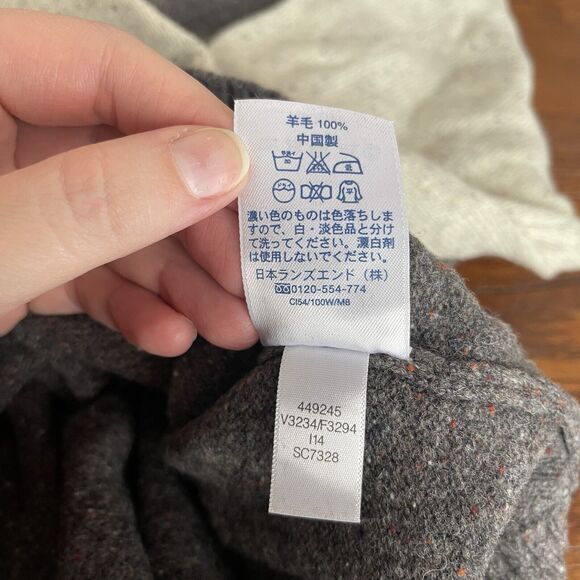 羊毛 100%
中国製
濃い色のものは色落ちしま
すので、白・淡色品と分け
て洗ってください。漂白剤
は使用しないでください。
日本ランズエンド（株）
0120-554-774
CI54/100W/M8
449245
V3234/F3294
I14
SC7328